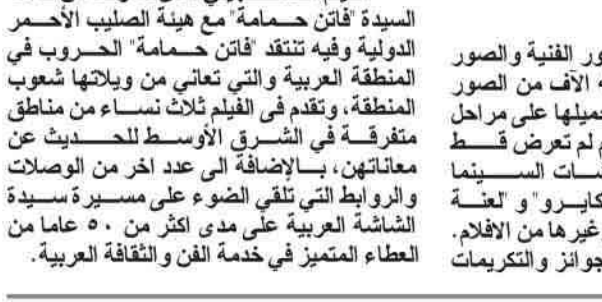 السيدة "فاتن حمامة" مع هيئة الصليب الأحمر
الدولية وفيه تنتقد "فاتن حمامة" الحروب في
المنطقة العربية والتي تعاني من ويلاتها شعوب
المنطقة، وتقدم فى الفيلم ثلاث نساء من مناطق
متفرقة في الشرق الأوسط للحديث عن
معاناتهن، بالإضافة الى عدد اخر من الوصلات
والروابط التي تلقي الضوء على مسيرة سيدة
الشاشة العربية على مدى اكثر من ٥٠ عاما من
العطاء المتميز في خدمة الفن والثقافة العربية.
ور الفنية والصور
الآف من الصور
حميلها على مراحل
لم تعرض قط
سات السينما
كايرو" و "لعنة
غيرها من الافلام.
جوائز والتكريمات